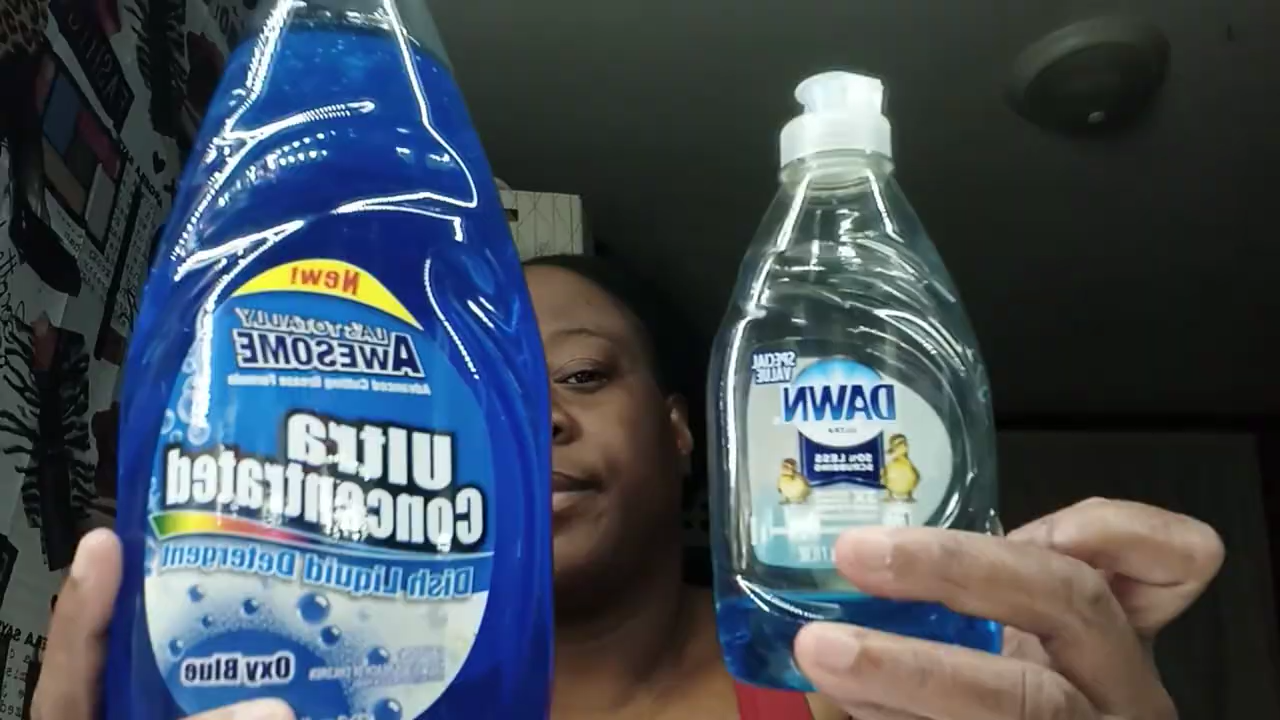 New!
LA'S TOTALLY
AWESOME
Advanced Cutting Grease Formula
ultra
Concentrated
Dish Liquid Detergent
Oxy Blue
SPECIAL
VALUE
DAWN
ULTRA
50% LESS
SCRUBBING